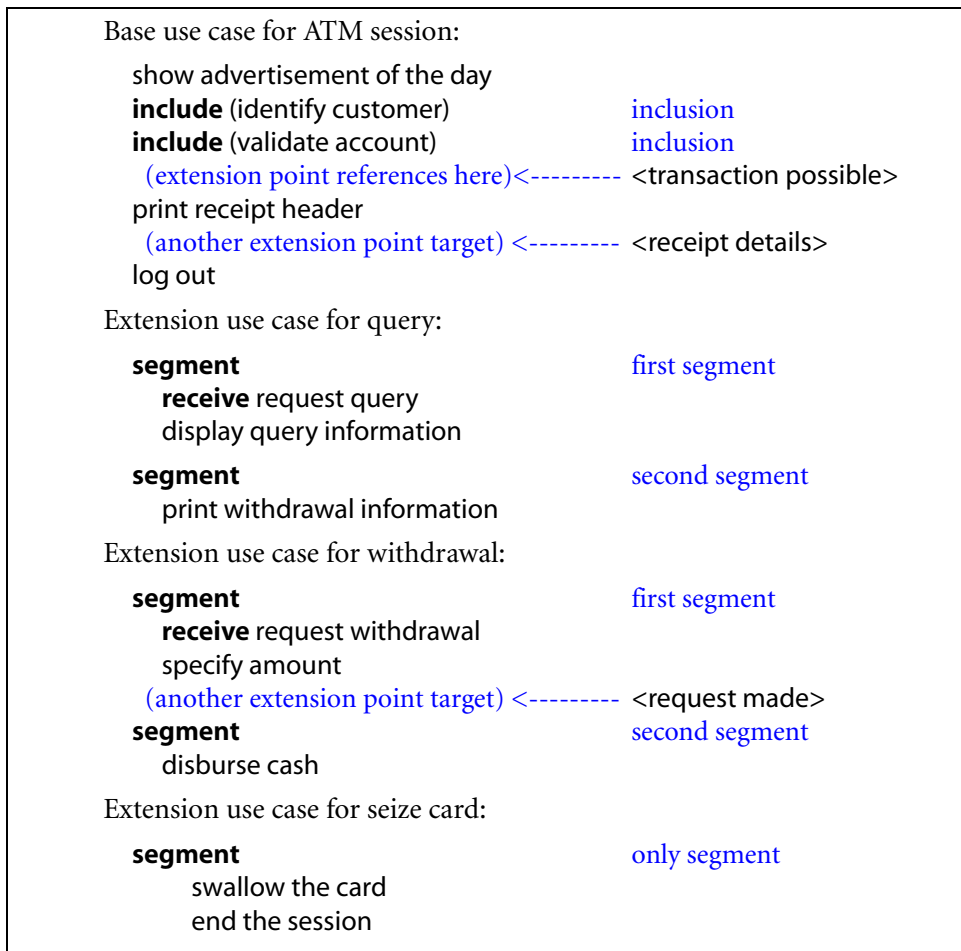 Base use case for ATM session:
show advertisement of the day
include (identify customer) inclusion
include (validate account) inclusion
(extension point references here)<--------- <transaction possible>
print receipt header
(another extension point target) <--------- <receipt details>
log out
Extension use case for query:
segment first segment
receive request query
display query information
segment second segment
print withdrawal information
Extension use case for withdrawal:
segment first segment
receive request withdrawal
specify amount
(another extension point target) <--------- <request made>
segment second segment
disburse cash
Extension use case for seize card:
segment only segment
swallow the card
end the session